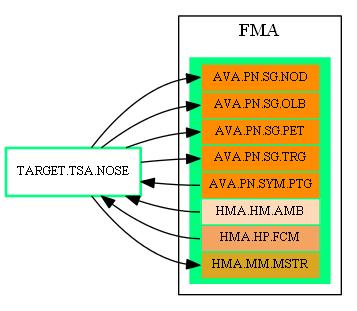 FMA
AVA.PN.SG.NOD
AVA.PN.SG.OLB
AVA.PN.SG.PET
AVA.PN.SG.TRG
TARGET.TSA.NOSE
AVA.PN.SYM.PTG
HMA.HM.AMB
HMA.HP.FCM
HMA.MM.MSTR